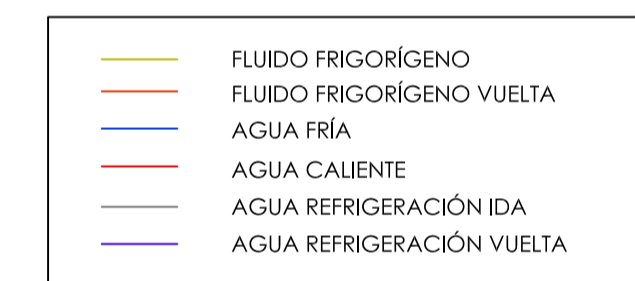 FLUIDO FRIGORÍGENO
FLUIDO FRIGORÍGENO VUELTA
AGUA FRÍA
AGUA CALIENTE
AGUA REFRIGERACIÓN IDA
AGUA REFRIGERACIÓN VUELTA